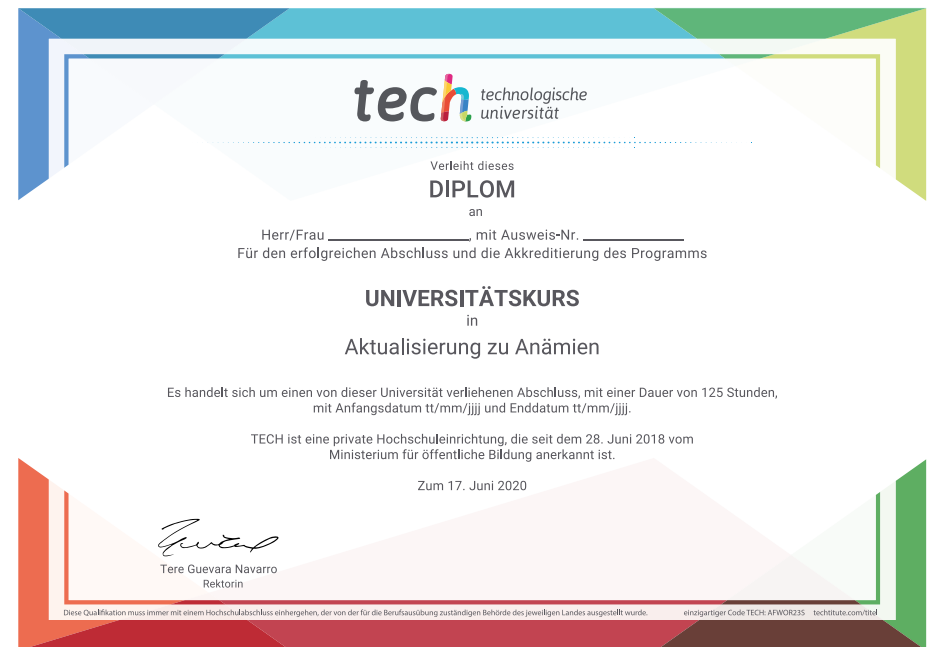 tech technologische
universität
Verleiht dieses
DIPLOM
an
Herr/Frau ____________________, mit Ausweis-Nr. ______________
Für den erfolgreichen Abschluss und die Akkreditierung des Programms
UNIVERSITÄTSKURS
in
Aktualisierung zu Anämien
Es handelt sich um einen von dieser Universität verliehenen Abschluss, mit einer Dauer von 125 Stunden,
mit Anfangsdatum tt/mm/jjjj und Enddatum tt/mm/jjjj.
TECH ist eine private Hochschuleinrichtung, die seit dem 28. Juni 2018 vom
Ministerium für öffentliche Bildung anerkannt ist.
Zum 17. Juni 2020
Tere Guevara Navarro
Rektorin
Diese Qualifikation muss immer mit einem Hochschulabschluss einhergehen, der von der für die Berufsausübung zuständigen Behörde des jeweiligen Landes ausgestellt wurde. einzigartiger Code TECH: AFWOR23S techtitute.com/titel